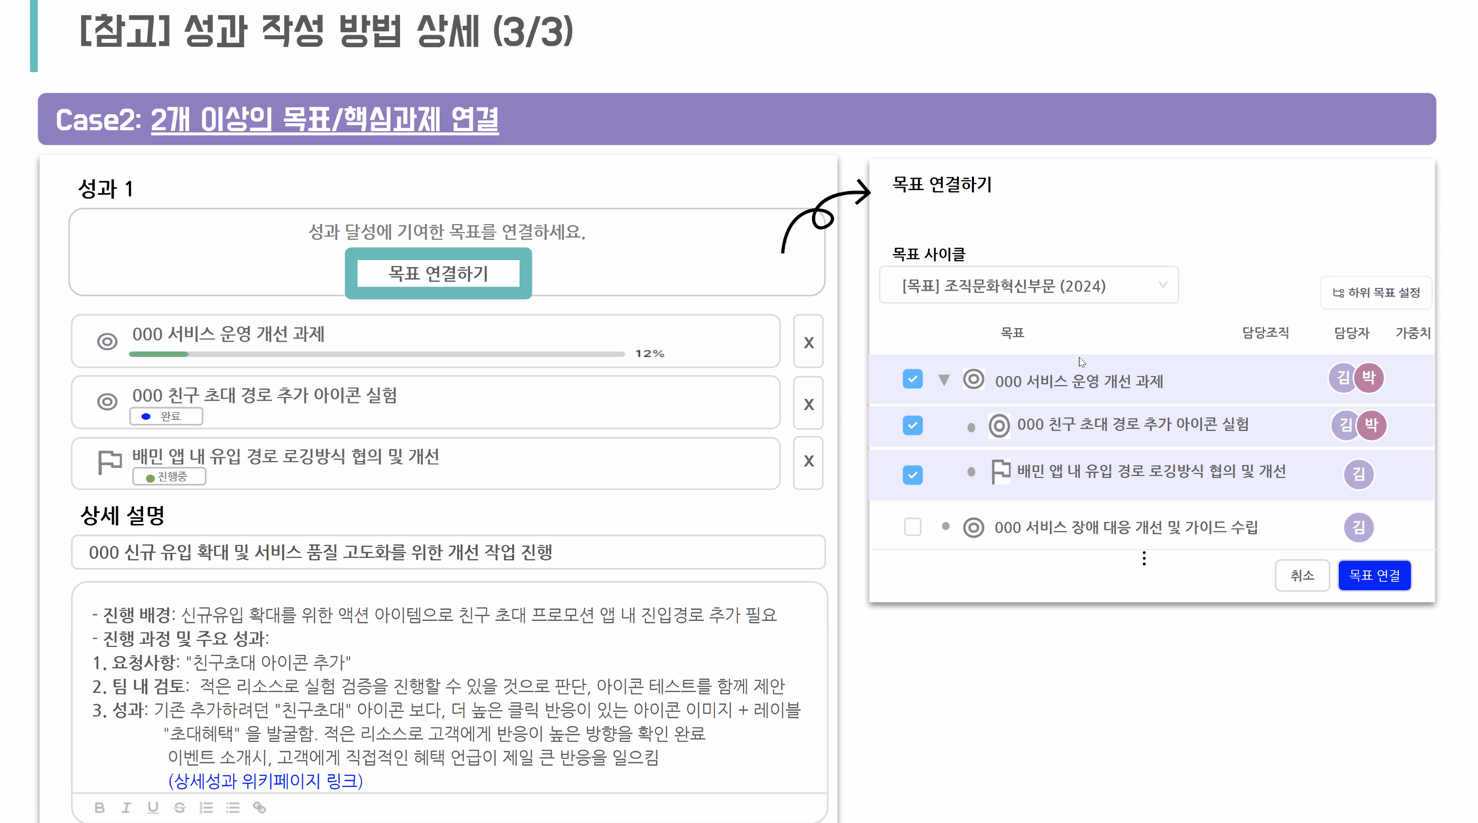 [참고] 성과 작성 방법 상세 (3/3)
Case2: 2개 이상의 목표/핵심과제 연결
성과 1
성과 달성에 기여한 목표를 연결하세요.
목표 연결하기
000 서비스 운영 개선 과제
12%
X
000 친구 초대 경로 추가 아이콘 실험
완료
X
배민 앱 내 유입 경로 로깅방식 협의 및 개선
진행중
X
상세 설명
000 신규 유입 확대 및 서비스 품질 고도화를 위한 개선 작업 진행
- 진행 배경: 신규유입 확대를 위한 액션 아이템으로 친구 초대 프로모션 앱 내 진입경로 추가 필요
- 진행 과정 및 주요 성과:
1. 요청사항: "친구초대 아이콘 추가"
2. 팀 내 검토: 적은 리소스로 실험 검증을 진행할 수 있을 것으로 판단, 아이콘 테스트를 함께 제안
3. 성과: 기존 추가하려던 "친구초대" 아이콘 보다, 더 높은 클릭 반응이 있는 아이콘 이미지 + 레이블
"초대혜택" 을 발굴함. 적은 리소스로 고객에게 반응이 높은 방향을 확인 완료
이벤트 소개시, 고객에게 직접적인 혜택 언급이 제일 큰 반응을 일으킴
(상세성과 위키페이지 링크)
B I U S
목표 연결하기
목표 사이클
[목표] 조직문화혁신부문 (2024)
하위 목표 설정
목표 담당조직 담당자 가중치
000 서비스 운영 개선 과제 김 박
000 친구 초대 경로 추가 아이콘 실험 김 박
배민 앱 내 유입 경로 로깅방식 협의 및 개선 김
000 서비스 장애 대응 개선 및 가이드 수립 김
취소 목표 연결